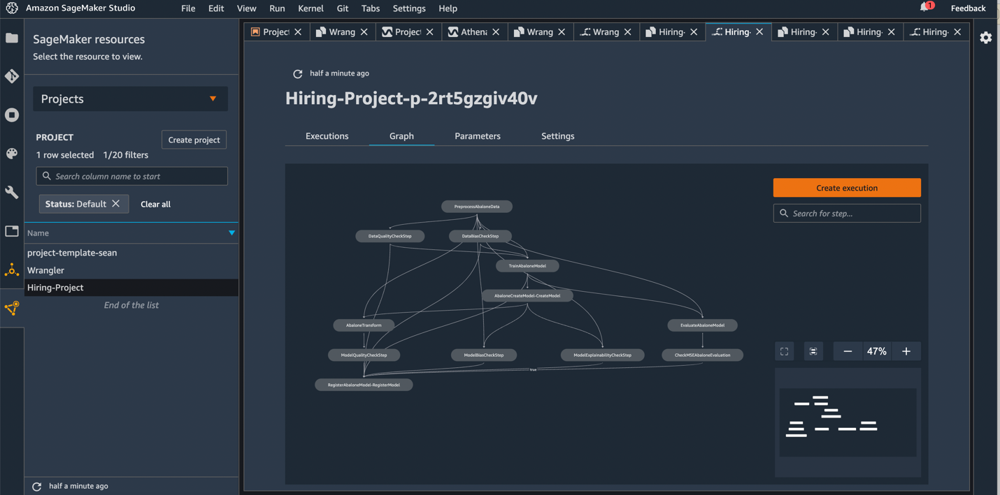 Amazon SageMaker Studio File Edit View Run Kernel Git Tabs Settings Help 1 Feedback
SageMaker resources
Select the resource to view.
Projects
PROJECT
Create project
1 row selected 1/20 filters
Search column name to start
Status: Default
Clear all
Name
project-template-sean
Wrangler
Hiring-Project
End of the list
half a minute ago
Project Wrang Project Athena Wrang Wrang Hiring- Hiring- Hiring- Hiring- Hiring-
half a minute ago
Hiring-Project-p-2rt5gzgiv40v
Executions Graph Parameters Settings
Create execution
Search for step...
PreprocessAbaloneData
DataQualityCheckStep DataBiasCheckStep
TrainAbaloneModel
AbaloneCreateModel-CreateModel
AbaloneTransform EvaluateAbaloneModel
ModelQualityCheckStep ModelBiasCheckStep ModelExplainabilityCheckStep CheckMSEAbaloneEvaluation
true
RegisterAbaloneModel-RegisterModel
47%